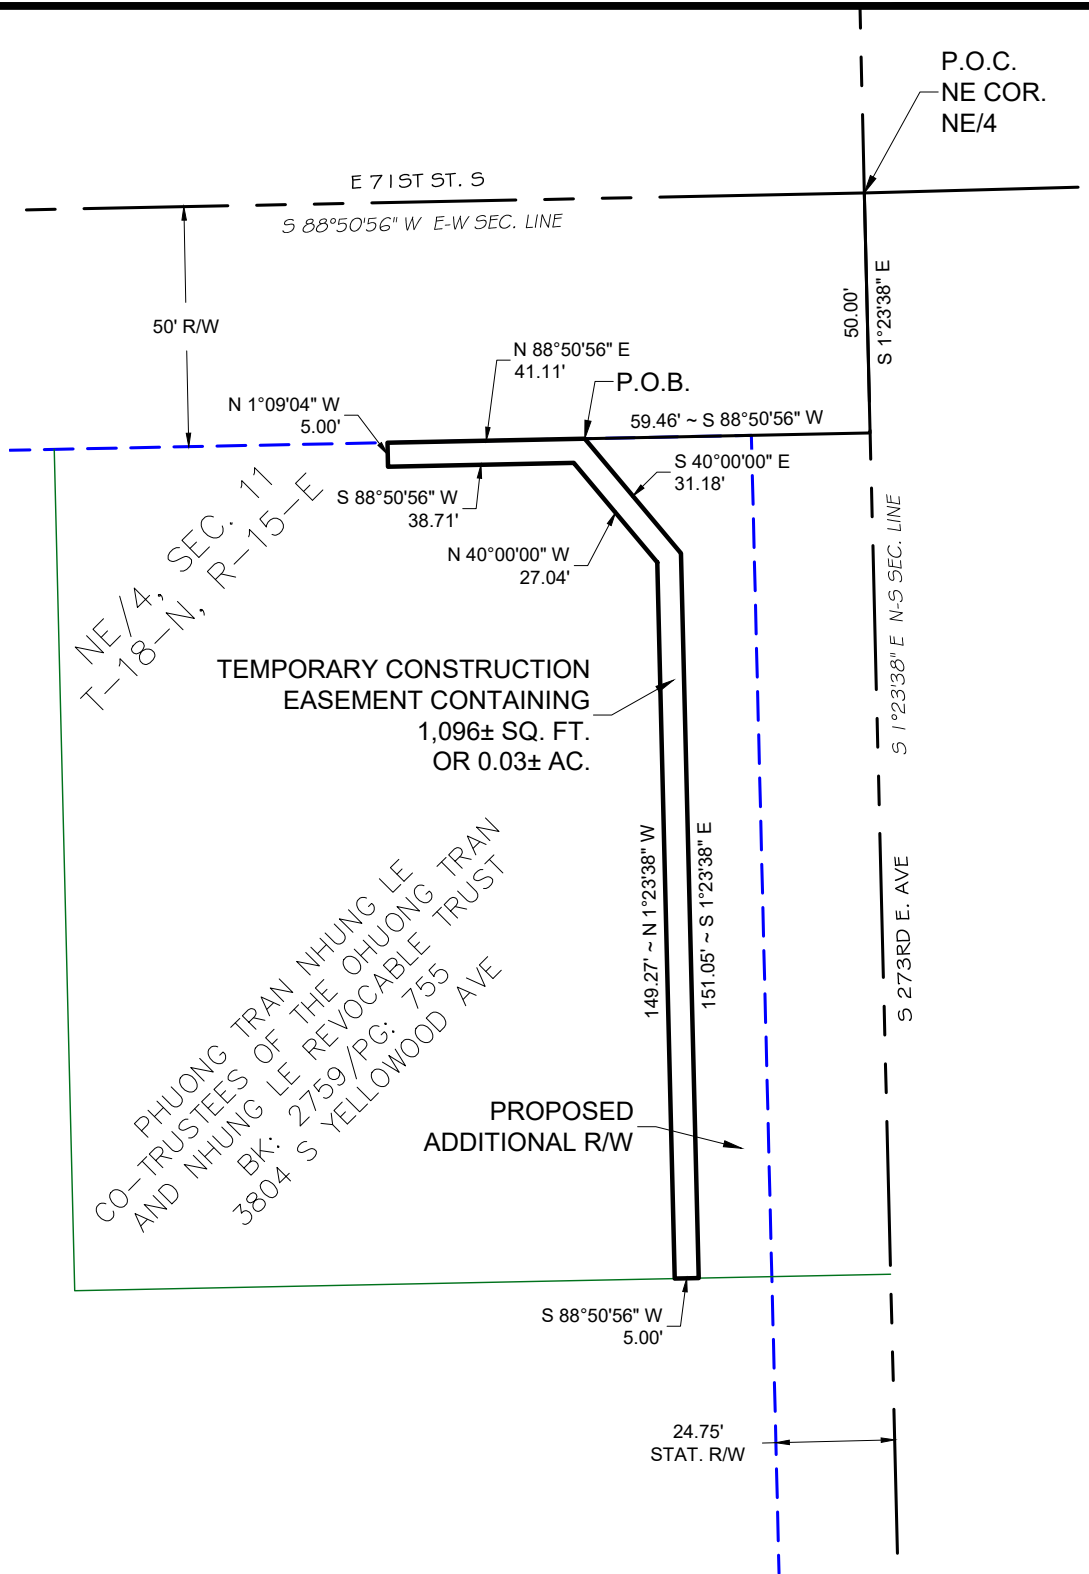 P.O.C.
NE COR.
NE/4
E 71ST ST. S
S 88°50'56" W E-W SEC. LINE
50.00'
S 1°23'38" E
50' R/W
N 88°50'56" E
41.11'
P.O.B.
N 1°09'04" W
5.00'
59.46' ~ S 88°50'56" W
S 40°00'00" E
31.18'
S 88°50'56" W
38.71'
N 40°00'00" W
27.04'
NE/4, SEC. 11
T-18-N, R-15-E
S 1°23'38" E N-S SEC. LINE
TEMPORARY CONSTRUCTION
EASEMENT CONTAINING
1,096± SQ. FT.
OR 0.03± AC.
149.27' ~ N 1°23'38" W
151.05' ~ S 1°23'38" E
S 273RD E. AVE
PHUONG TRAN NHUNG LE
CO-TRUSTEES OF THE OHUONG TRAN
AND NHUNG LE REVOCABLE TRUST
BK: 2759/PG: 755
3804 S YELLOWOOD AVE
PROPOSED
ADDITIONAL R/W
S 88°50'56" W
5.00'
24.75'
STAT. R/W